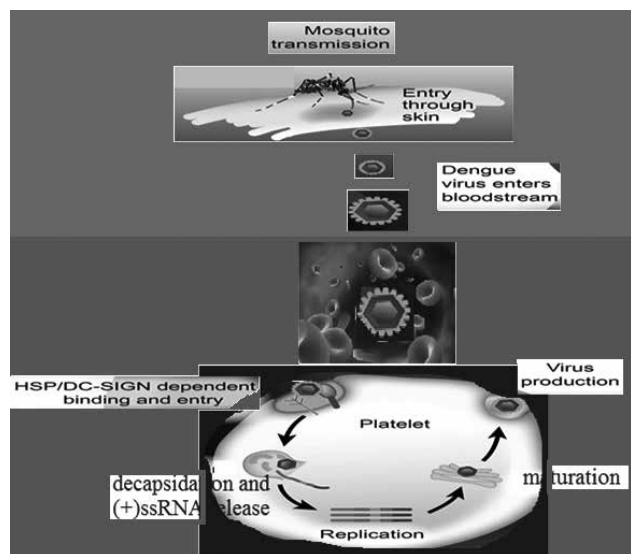 Mosquito
transmission
Entry
through
skin
Dengue
virus enters
bloodstream
HSP/DC-SIGN dependent
binding and entry
Virus
production
Platelet
decapsidation and
(+)ssRNA release
maturation
Replication